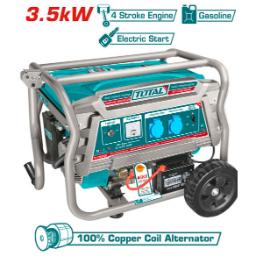 3.5kW
4 Stroke Engine
Gasoline
Electric Start
TOTAL
100% Copper Coil Alternator